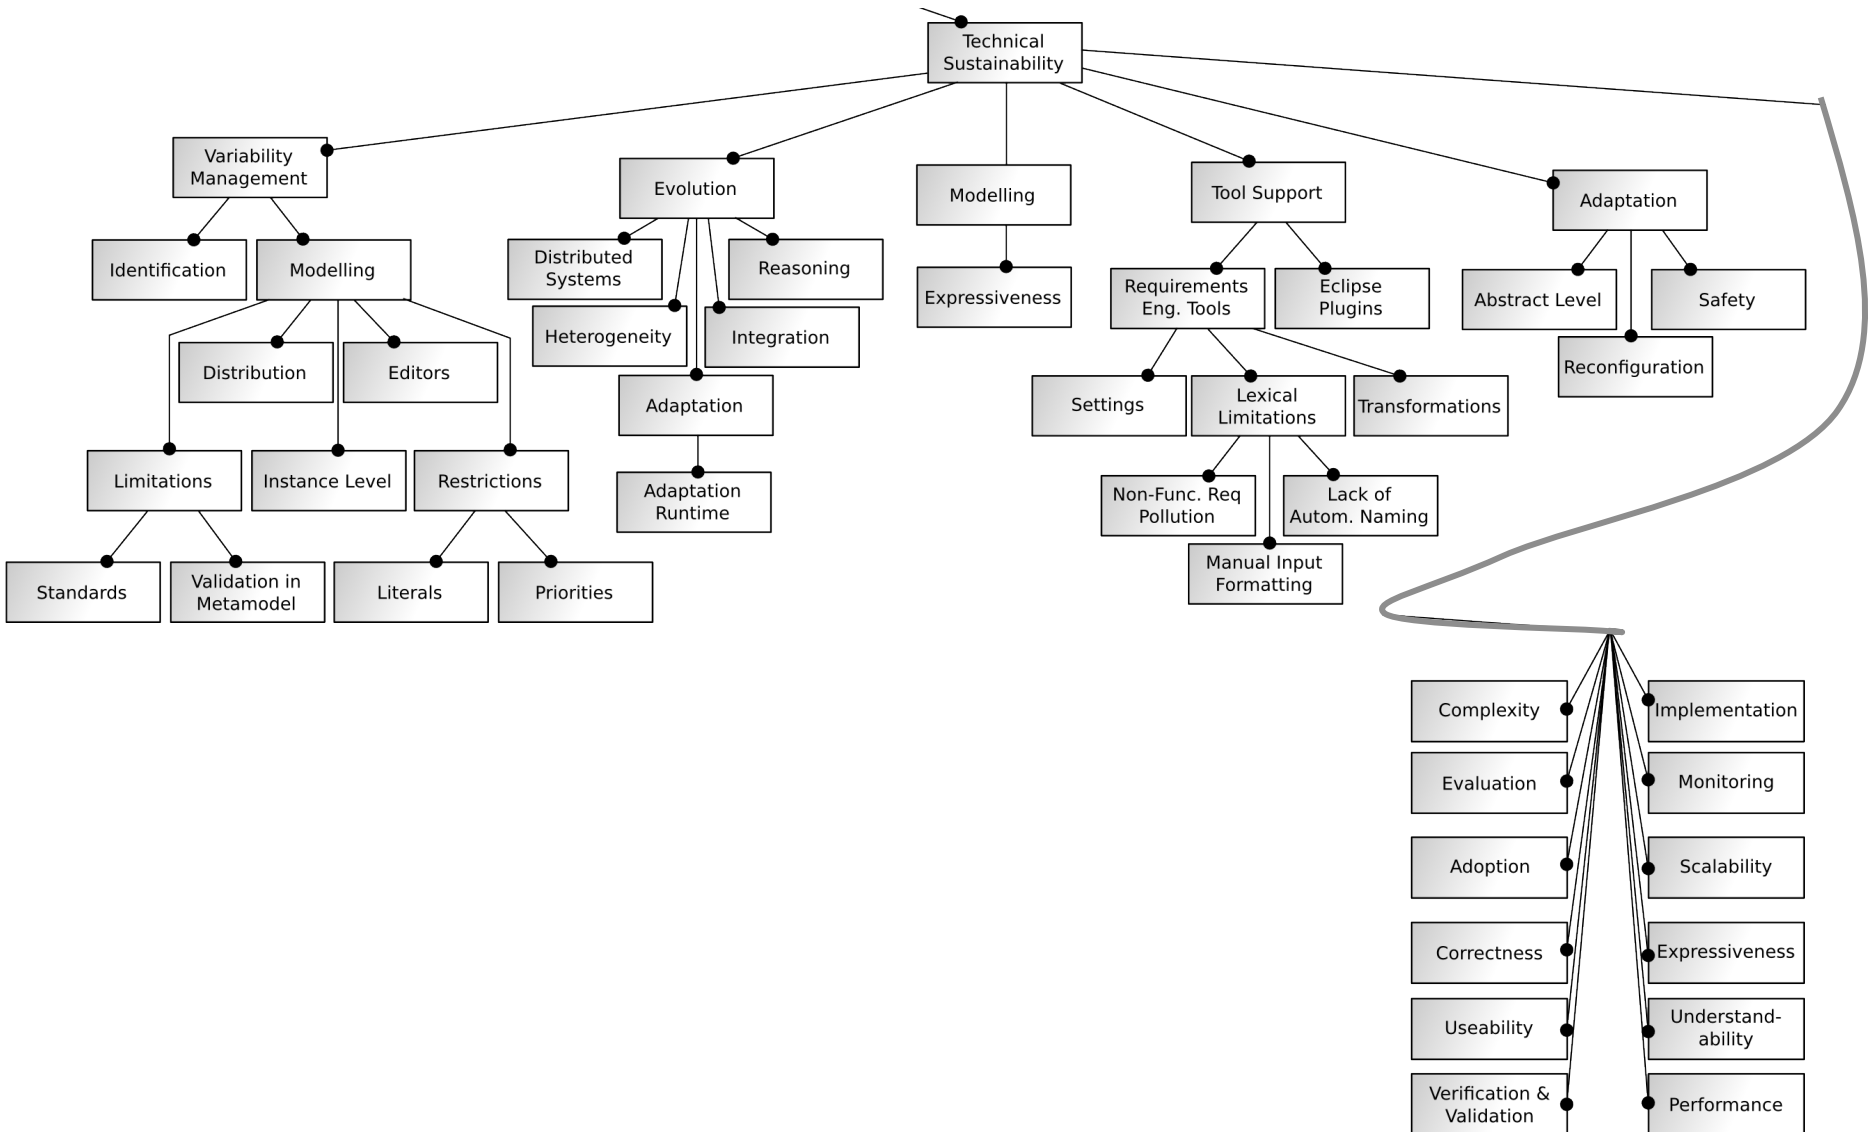 Technical
Sustainability
Variability
Management
Evolution
Modelling
Tool Support
Adaptation
Identification
Modelling
Distributed
Systems
Reasoning
Expressiveness
Requirements
Eng. Tools
Eclipse
Plugins
Abstract Level
Safety
Heterogeneity
Integration
Reconfiguration
Distribution
Editors
Adaptation
Settings
Lexical
Limitations
Transformations
Limitations
Instance Level
Restrictions
Adaptation
Runtime
Non-Func. Req
Pollution
Lack of
Autom. Naming
Manual Input
Formatting
Standards
Validation in
Metamodel
Literals
Priorities
Complexity
Implementation
Evaluation
Monitoring
Adoption
Scalability
Correctness
Expressiveness
Useability
Understand-
ability
Verification &
Validation
Performance